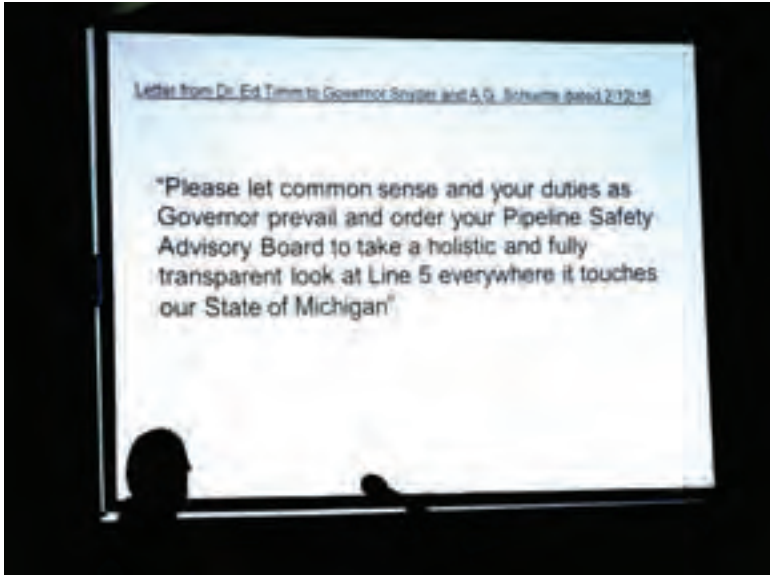 Letter from Dr. Ed Timm to Governor Snyder and A.G. Schuette dated 2/12/16
"Please let common sense and your duties as
Governor prevail and order your Pipeline Safety
Advisory Board to take a holistic and fully
transparent look at Line 5 everywhere it touches
our State of Michigan"